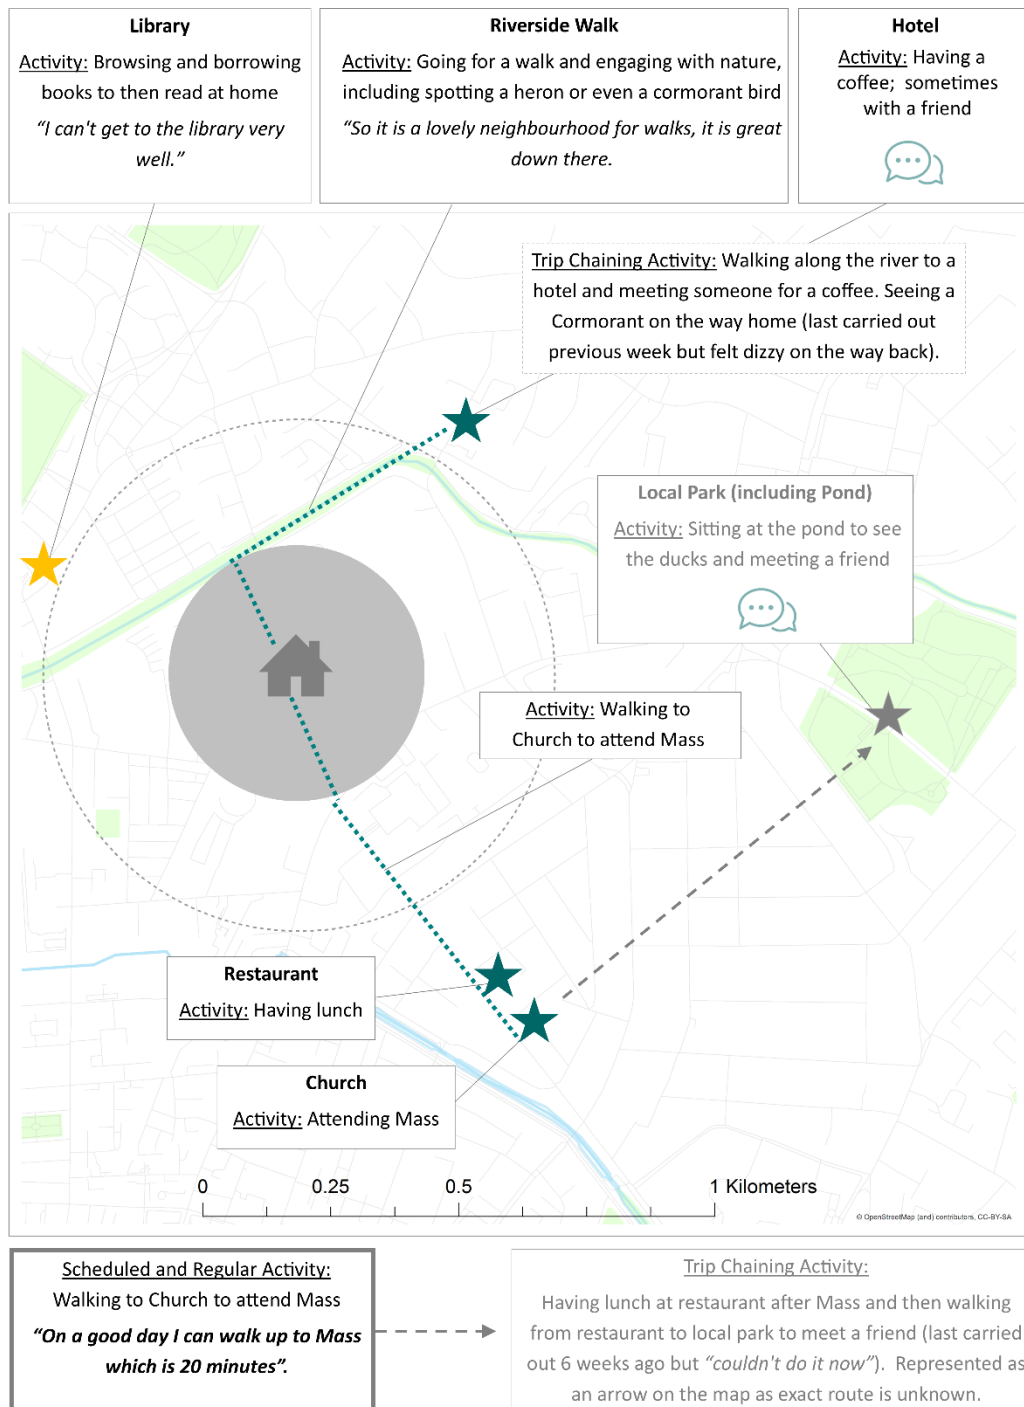 Library
Activity: Browsing and borrowing
books to then read at home
“I can't get to the library very
well.”
Riverside Walk
Activity: Going for a walk and engaging with nature,
including spotting a heron or even a cormorant bird
“So it is a lovely neighbourhood for walks, it is great
down there.
Hotel
Activity: Having a
coffee; sometimes
with a friend
Trip Chaining Activity: Walking along the river to a
hotel and meeting someone for a coffee. Seeing a
Cormorant on the way home (last carried out
previous week but felt dizzy on the way back).
Local Park (including Pond)
Activity: Sitting at the pond to see
the ducks and meeting a friend
Activity: Walking to
Church to attend Mass
Restaurant
Activity: Having lunch
Church
Activity: Attending Mass
0 0.25 0.5 1 Kilometers
© OpenStreetMap (and) contributors, CC-BY-SA
Scheduled and Regular Activity:
Walking to Church to attend Mass
“On a good day I can walk up to Mass
which is 20 minutes”.
Trip Chaining Activity:
Having lunch at restaurant after Mass and then walking
from restaurant to local park to meet a friend (last carried
out 6 weeks ago but “couldn't do it now”). Represented as
an arrow on the map as exact route is unknown.